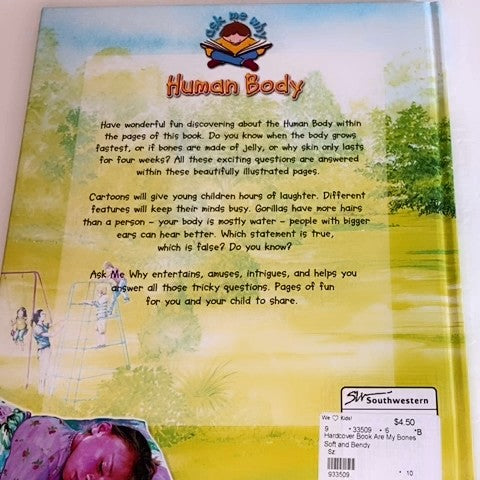 ask me why
Human Body
Have wonderful fun discovering about the Human Body within
the pages of this book. Do you know when the body grows
fastest, or if bones are made of jelly, or why skin only lasts
for four weeks? All these exciting questions are answered
within these beautifully illustrated pages.
Cartoons will give young children hours of laughter. Different
features will keep their minds busy. Gorillas have more hairs
than a person - your body is mostly water - people with bigger
ears can hear better. Which statement is true,
which is false? Do you know?
Ask Me Why entertains, amuses, intrigues, and helps you
answer all those tricky questions. Pages of fun
for you and your child to share.
SW Southwestern
We ♡ Kids!
$4.50
9 * 33509 * 6 *B
Hardcover Book Are My Bones
Soft and Bendy
Sz
933509 * 10